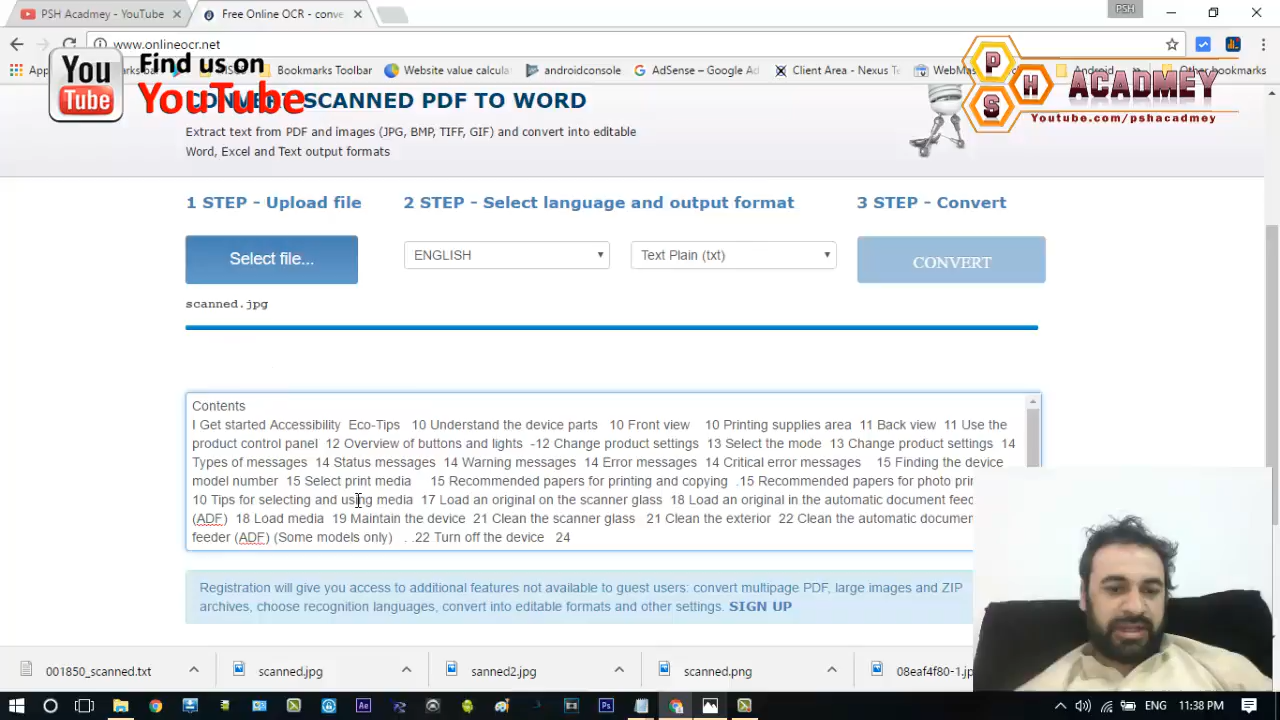 PSH Acadmey - YouTube
Free Online OCR - conve
PSH
www.onlineocr.net
Bookmarks Toolbar
Website value calcula
androidconsole
AdSense – Google Ad
Client Area - Nexus T
WebMas
Android
Other bookmarks
You Tube
Find us on
YouTube
P S H ACADMEY
Youtube.com/pshacadmey
SCANNED PDF TO WORD
Extract text from PDF and images (JPG, BMP, TIFF, GIF) and convert into editable
Word, Excel and Text output formats
1 STEP - Upload file
2 STEP - Select language and output format
3 STEP - Convert
Select file...
ENGLISH
Text Plain (txt)
CONVERT
scanned.jpg
Contents
I Get started Accessibility Eco-Tips 10 Understand the device parts 10 Front view 10 Printing supplies area 11 Back view 11 Use the
product control panel 12 Overview of buttons and lights -12 Change product settings 13 Select the mode 13 Change product settings 14
Types of messages 14 Status messages 14 Warning messages 14 Error messages 14 Critical error messages 15 Finding the device
model number 15 Select print media 15 Recommended papers for printing and copying .15 Recommended papers for photo prin
10 Tips for selecting and using media 17 Load an original on the scanner glass 18 Load an original in the automatic document feed
(ADF) 18 Load media 19 Maintain the device 21 Clean the scanner glass 21 Clean the exterior 22 Clean the automatic documen
feeder (ADF) (Some models only) . .22 Turn off the device 24
Registration will give you access to additional features not available to guest users: convert multipage PDF, large images and ZIP
archives, choose recognition languages, convert into editable formats and other settings. SIGN UP
001850_scanned.txt
scanned.jpg
sanned2.jpg
scanned.png
08eaf4f80-1.jp
ENG
11:38 PM